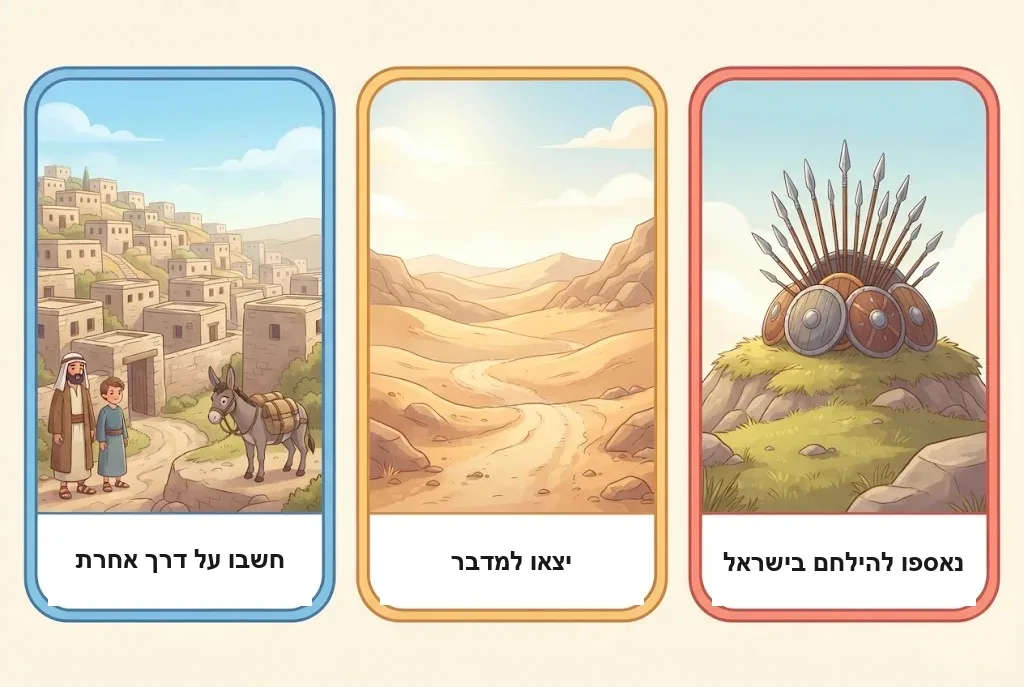 נאספו להילחם בישראל
יצאו למדבר
חשבו על דרך אחרת